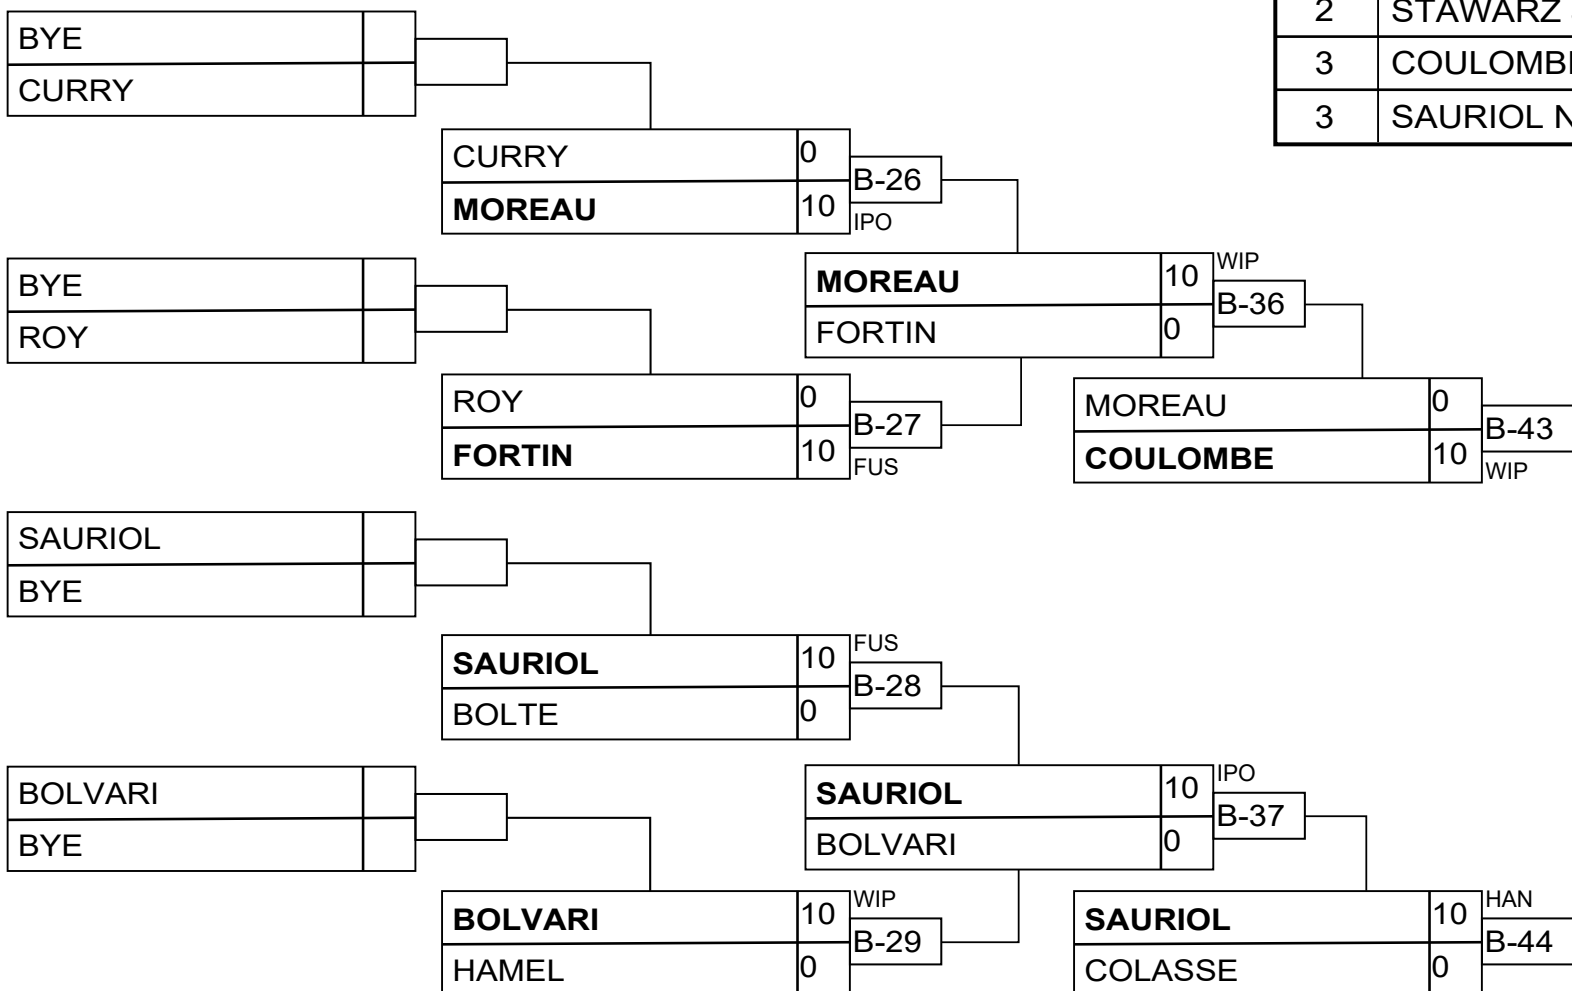 BYE
CURRY
CURRY 0
MOREAU 10
B-26
IPO
BYE
ROY
ROY 0
FORTIN 10
B-27
FUS
MOREAU 10
FORTIN 0
WIP
B-36
MOREAU 0
COULOMBE 10
B-43
WIP
SAURIOL
BYE
SAURIOL 10
BOLTE 0
FUS
B-28
BOLVARI
BYE
BOLVARI 10
HAMEL 0
WIP
B-29
SAURIOL 10
BOLVARI 0
IPO
B-37
SAURIOL 10
COLASSE 0
HAN
B-44
2 STAWARZ
3 COULOMB
3 SAURIOL N